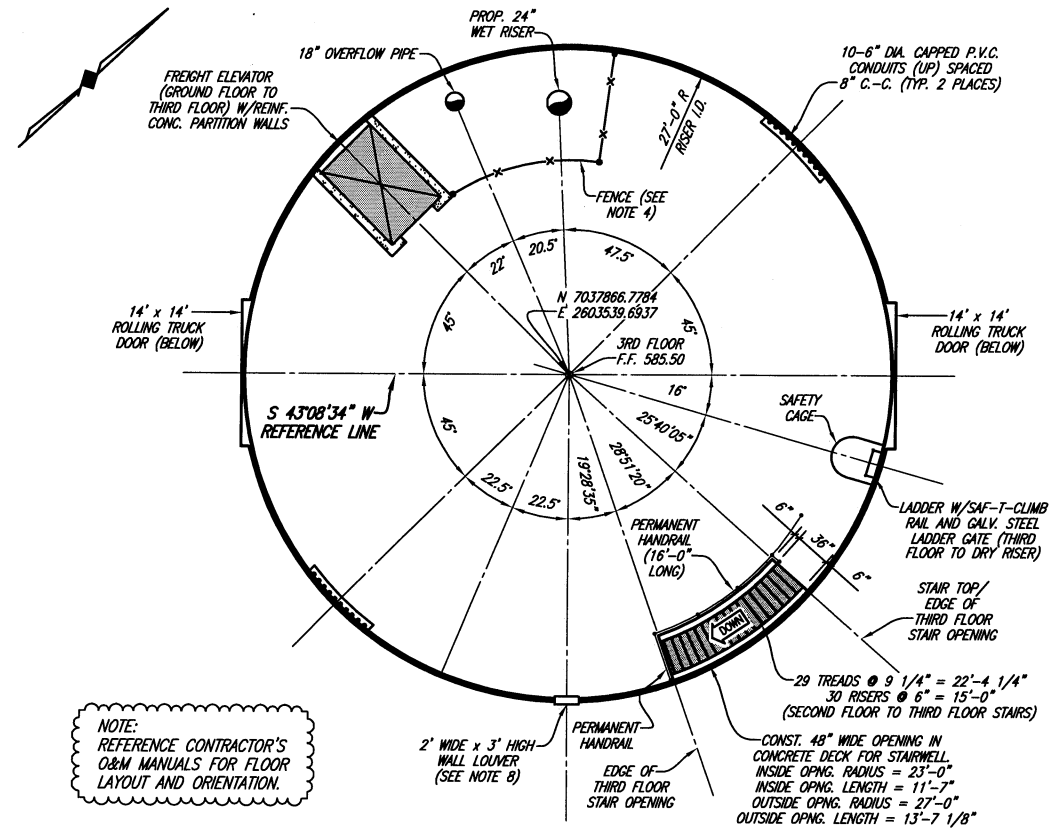 PROP. 24"
WET RISER
18" OVERFLOW PIPE
10-6" DIA. CAPPED P.V.C.
CONDUITS (UP) SPACED
8" C.-C. (TYP. 2 PLACES)
FREIGHT ELEVATOR
(GROUND FLOOR TO
THIRD FLOOR) W/REINF.
CONC. PARTITION WALLS
27'-0" R
RISER I.D.
FENCE (SEE
NOTE 4)
20.5°
47.5°
22°
45°
45°
N 7037866.7784
E 2603539.6937
3RD FLOOR
F.F. 585.50
14' x 14'
ROLLING TRUCK
DOOR (BELOW)
14' x 14'
ROLLING TRUCK
DOOR (BELOW)
S 43°08'34" W
REFERENCE LINE
16°
25°40'05"
28°51'20"
19°28'35"
45°
22.5°
22.5°
SAFETY
CAGE
LADDER W/SAF-T-CLIMB
RAIL AND GALV. STEEL
LADDER GATE (THIRD
FLOOR TO DRY RISER)
PERMANENT
HANDRAIL
(16'-0"
LONG)
6"
36"
6"
DOWN
STAIR TOP/
EDGE OF
THIRD FLOOR
STAIR OPENING
29 TREADS @ 9 1/4" = 22'-4 1/4"
30 RISERS @ 6" = 15'-0"
(SECOND FLOOR TO THIRD FLOOR STAIRS)
CONST. 48" WIDE OPENING IN
CONCRETE DECK FOR STAIRWELL.
INSIDE OPNG. RADIUS = 23'-0"
INSIDE OPNG. LENGTH = 11'-7"
OUTSIDE OPNG. RADIUS = 27'-0"
OUTSIDE OPNG. LENGTH = 13'-7 1/8"
PERMANENT
HANDRAIL
EDGE OF
THIRD FLOOR
STAIR OPENING
2' WIDE x 3' HIGH
WALL LOUVER
(SEE NOTE 8)
NOTE:
REFERENCE CONTRACTOR'S
O&M MANUALS FOR FLOOR
LAYOUT AND ORIENTATION.